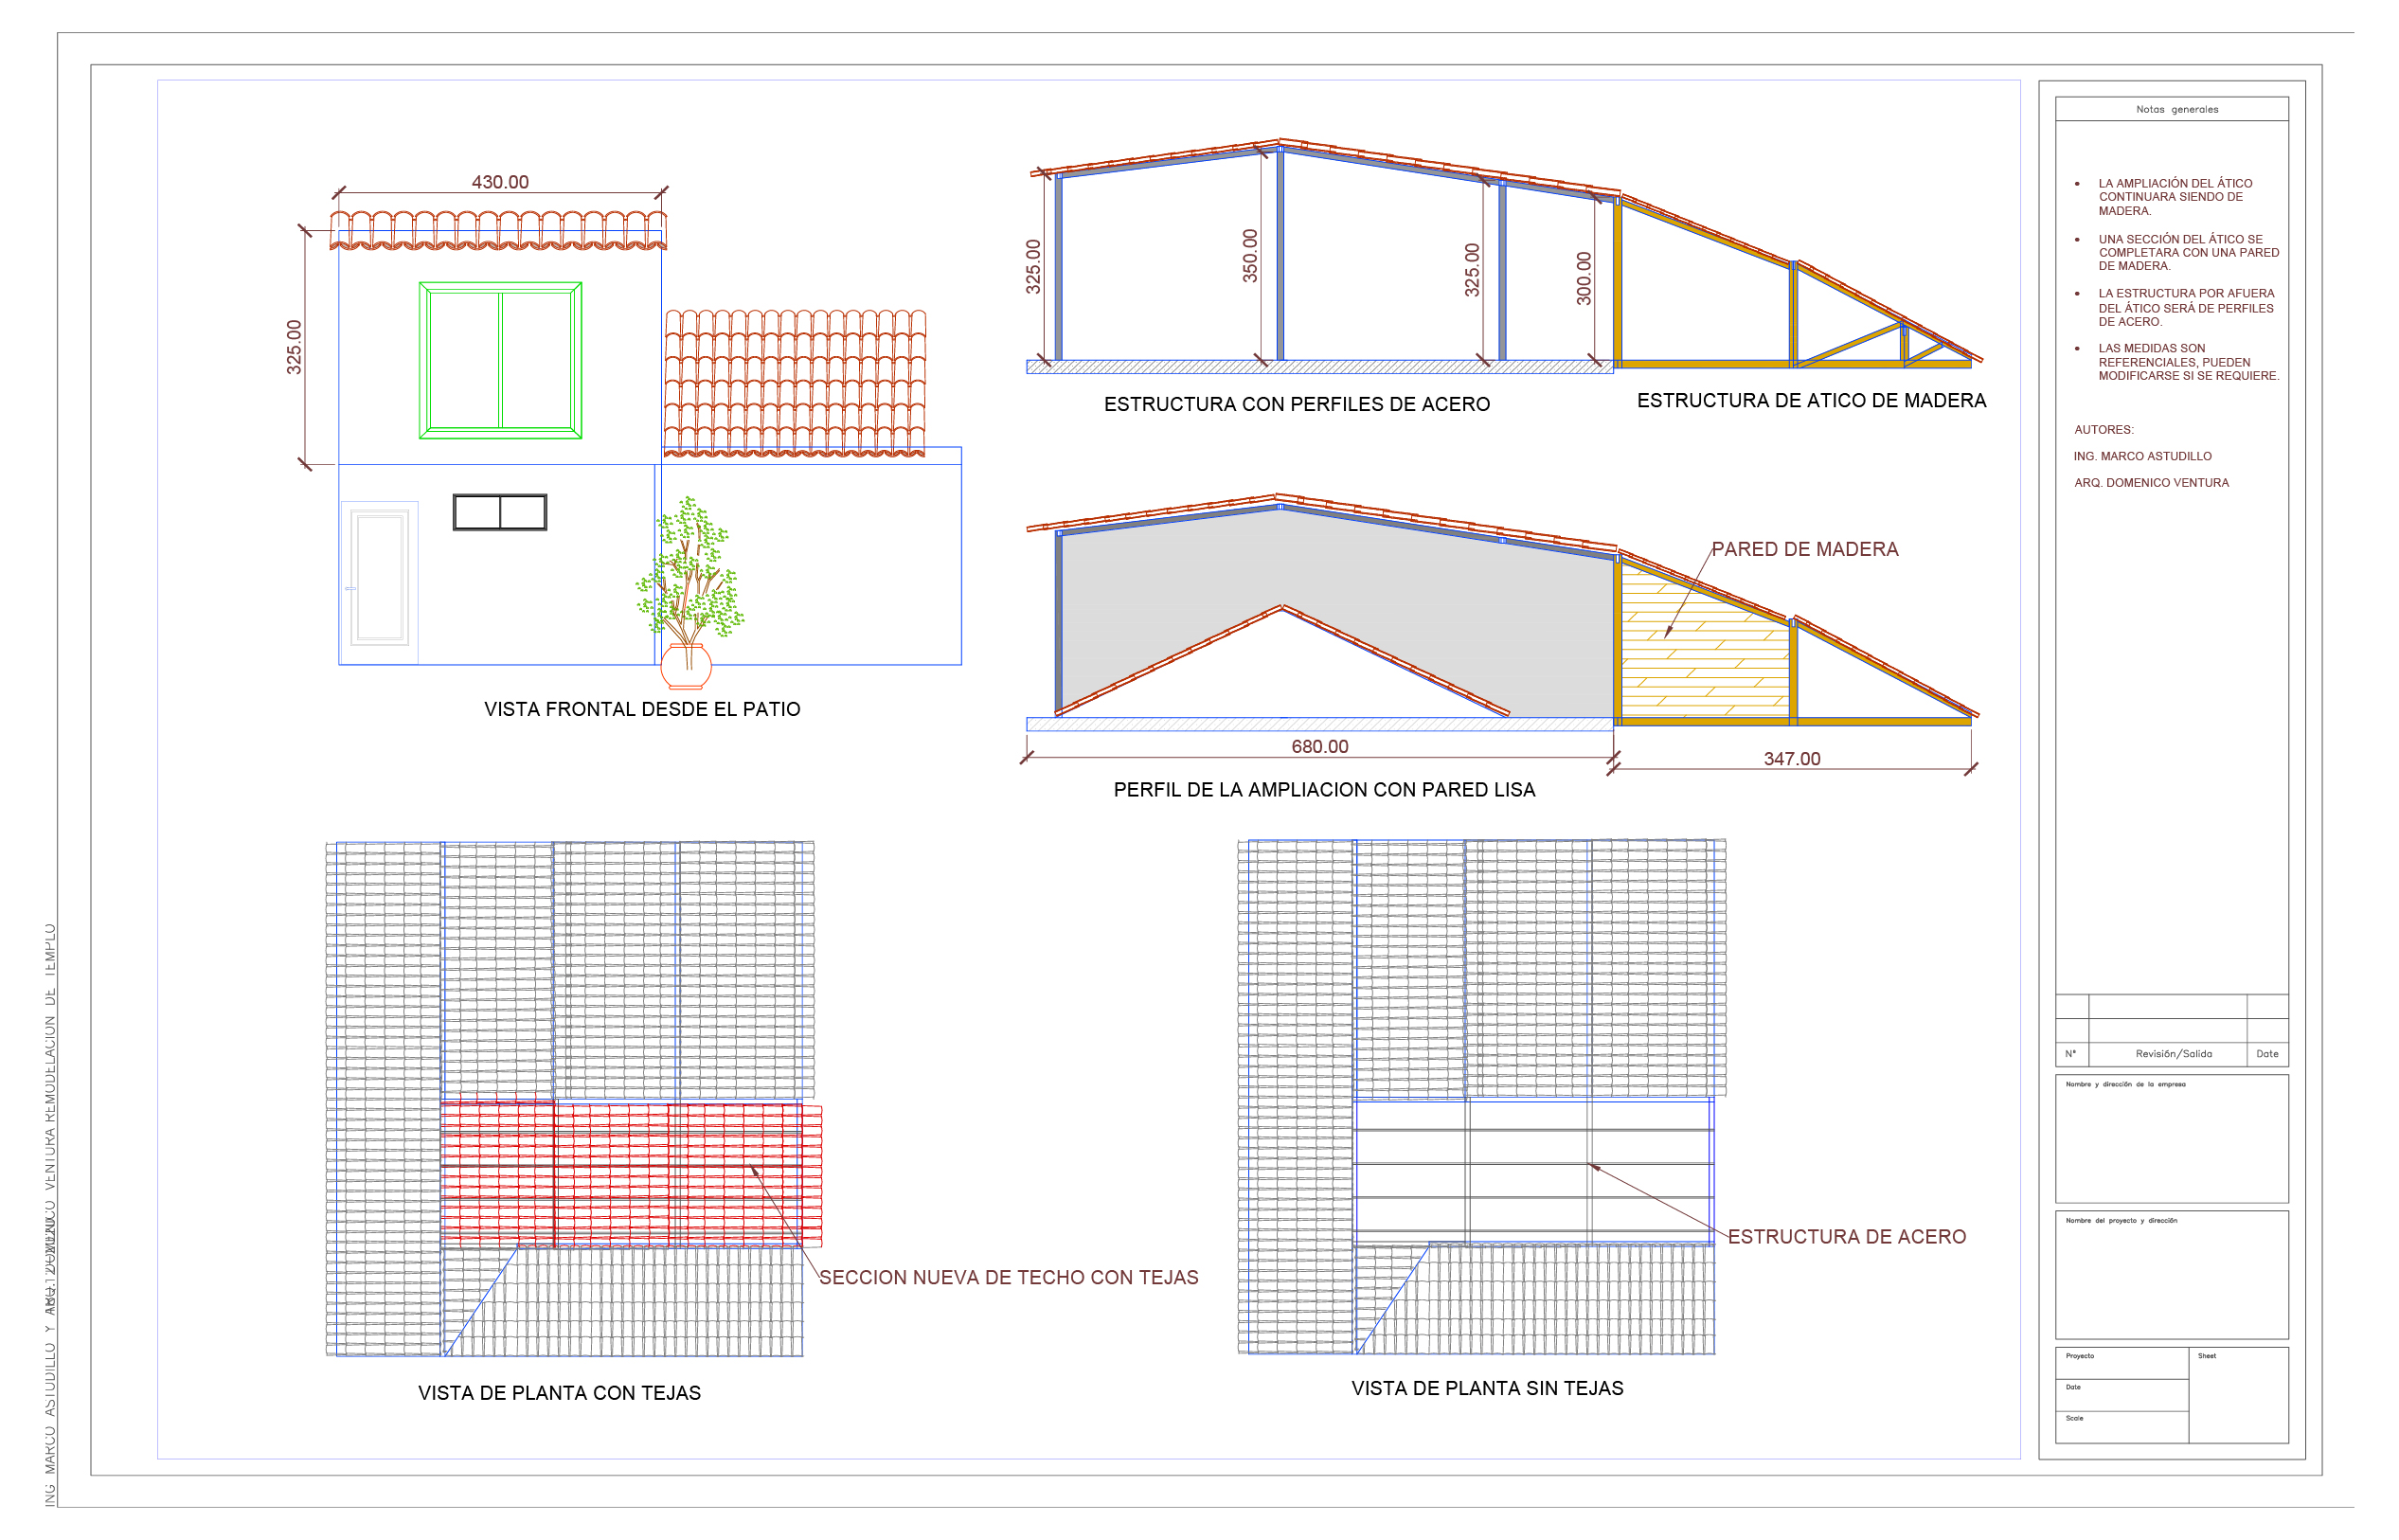 430.00
325.00
VISTA FRONTAL DESDE EL PATIO
325.00
350.00
325.00
300.00
ESTRUCTURA CON PERFILES DE ACERO
ESTRUCTURA DE ATICO DE MADERA
PARED DE MADERA
680.00
347.00
PERFIL DE LA AMPLIACION CON PARED LISA
SECCION NUEVA DE TECHO CON TEJAS
VISTA DE PLANTA CON TEJAS
ESTRUCTURA DE ACERO
VISTA DE PLANTA SIN TEJAS
Notas generales
• LA AMPLIACIÓN DEL ÁTICO
CONTINUARA SIENDO DE
MADERA.
• UNA SECCIÓN DEL ÁTICO SE
COMPLETARA CON UNA PARED
DE MADERA.
• LA ESTRUCTURA POR AFUERA
DEL ÁTICO SERÁ DE PERFILES
DE ACERO.
• LAS MEDIDAS SON
REFERENCIALES, PUEDEN
MODIFICARSE SI SE REQUIERE.
AUTORES:
ING. MARCO ASTUDILLO
ARQ. DOMENICO VENTURA
Nº Revisión/Salida Date
Nombre y dirección de la empresa
Nombre del proyecto y dirección
Proyecto Sheet
Date
Scale
ING MARCO ASTUDILLO Y VENTURA REMODELACION DE TEMPLO